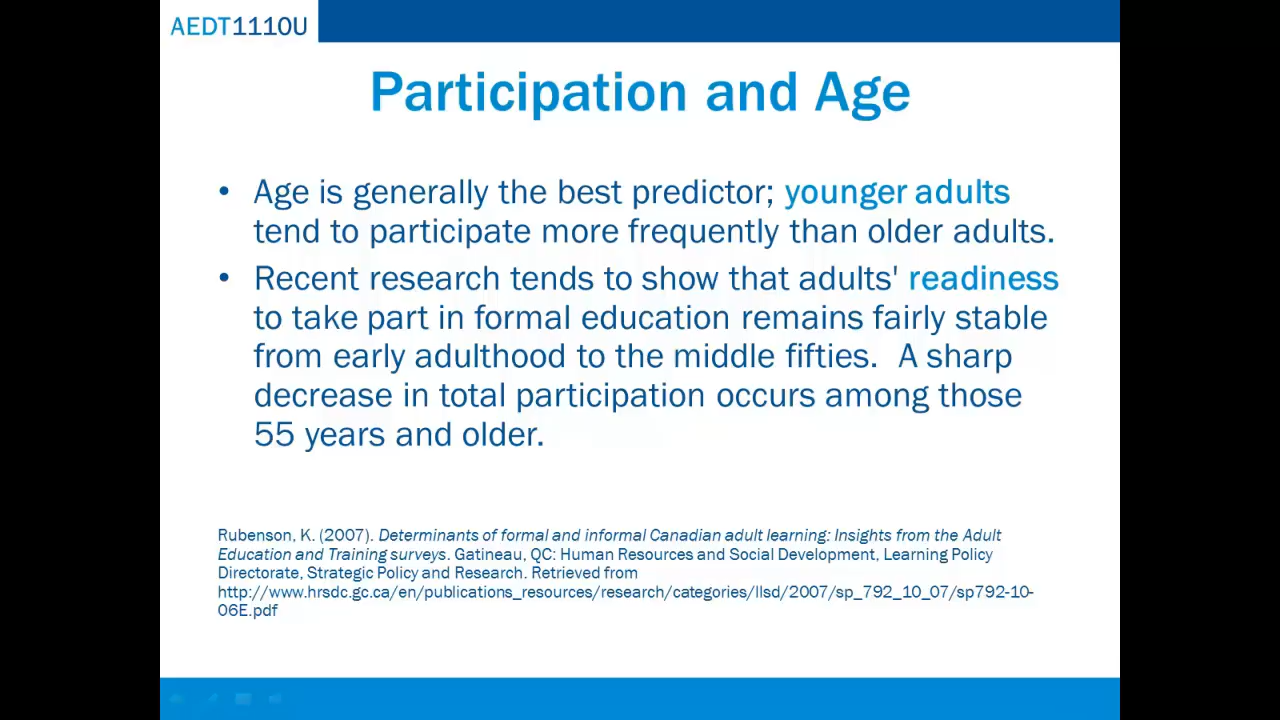 AEDT1110U
Participation and Age
• Age is generally the best predictor; younger adults
tend to participate more frequently than older adults.
• Recent research tends to show that adults' readiness
to take part in formal education remains fairly stable
from early adulthood to the middle fifties.  A sharp
decrease in total participation occurs among those
55 years and older.
Rubenson, K. (2007). Determinants of formal and informal Canadian adult learning: Insights from the Adult
Education and Training surveys. Gatineau, QC: Human Resources and Social Development, Learning Policy
Directorate, Strategic Policy and Research. Retrieved from
http://www.hrsdc.gc.ca/en/publications_resources/research/categories/llsd/2007/sp_792_10_07/sp792-10-
06E.pdf